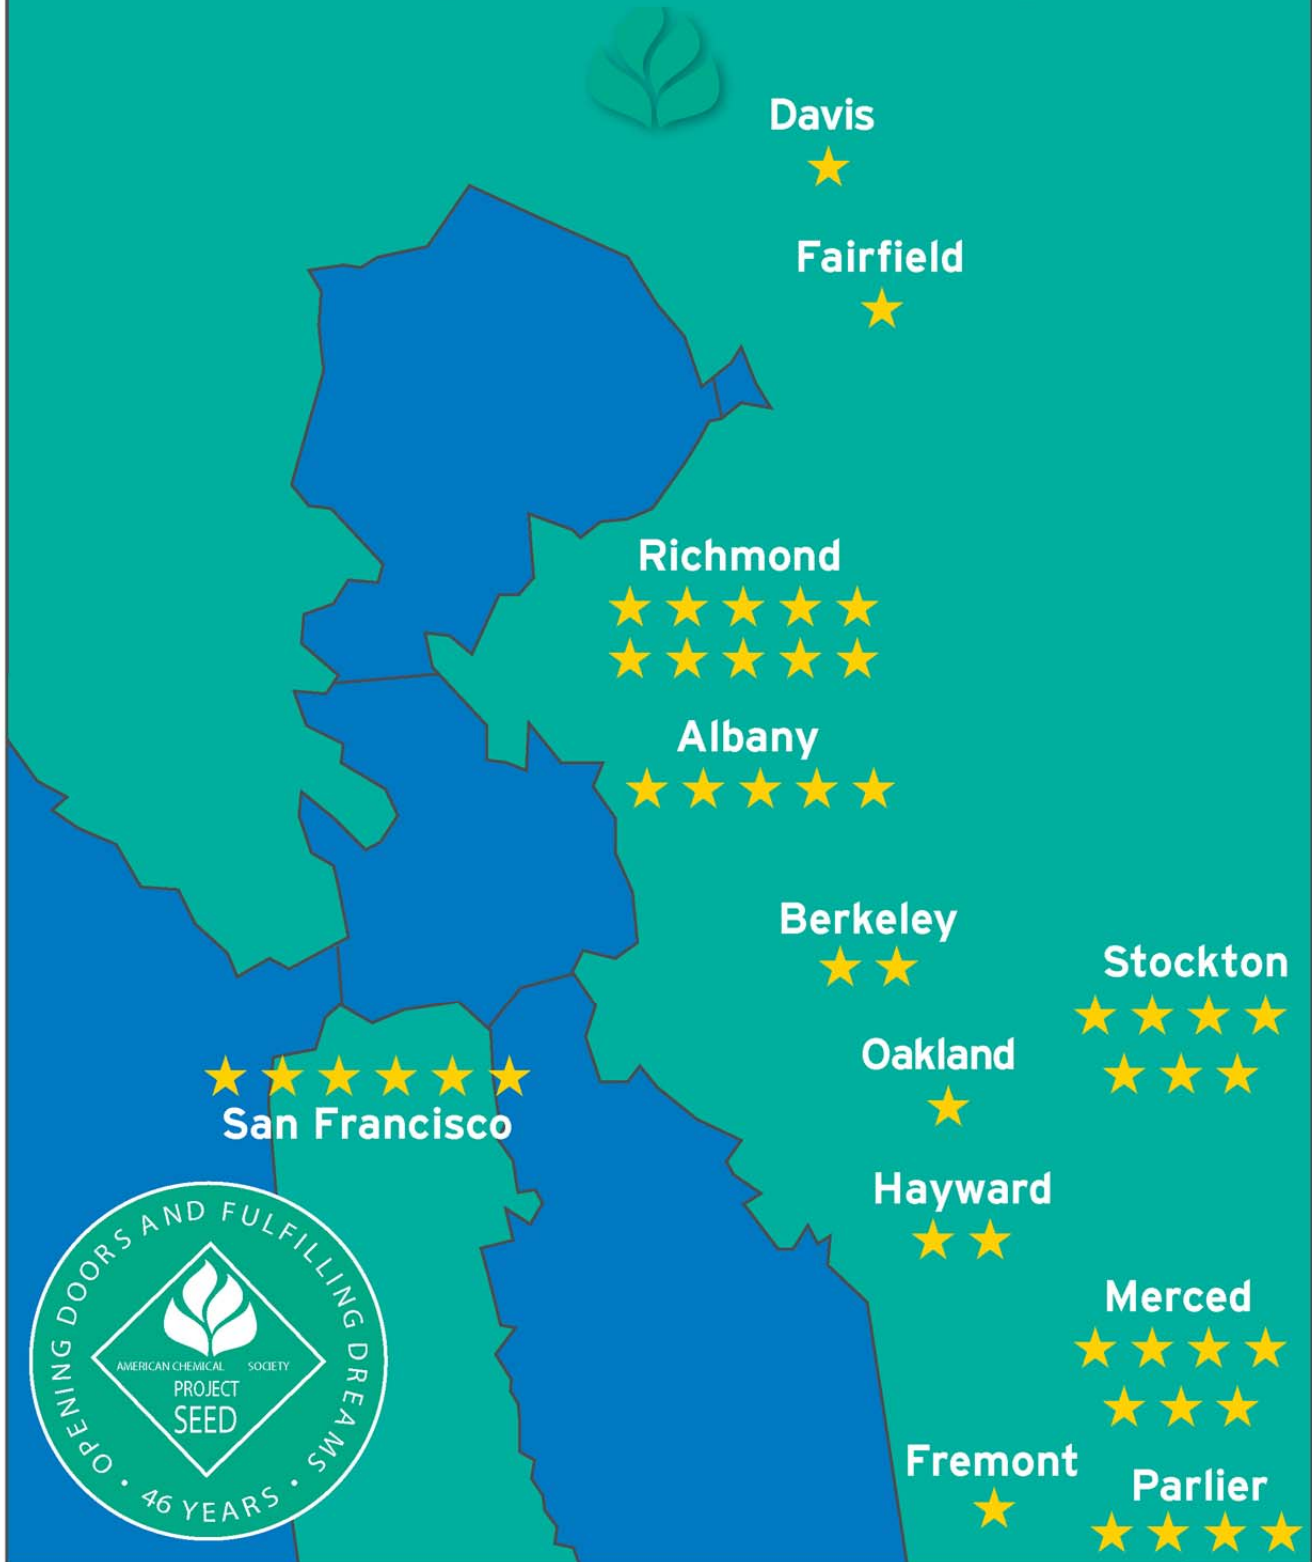 Davis
Fairfield
Richmond
Albany
Berkeley
Stockton
Oakland
San Francisco
Hayward
Merced
Fremont
Parlier
OPENING DOORS AND FULFILLING DREAMS
AMERICAN CHEMICAL SOCIETY
PROJECT
SEED
• 46 YEARS •